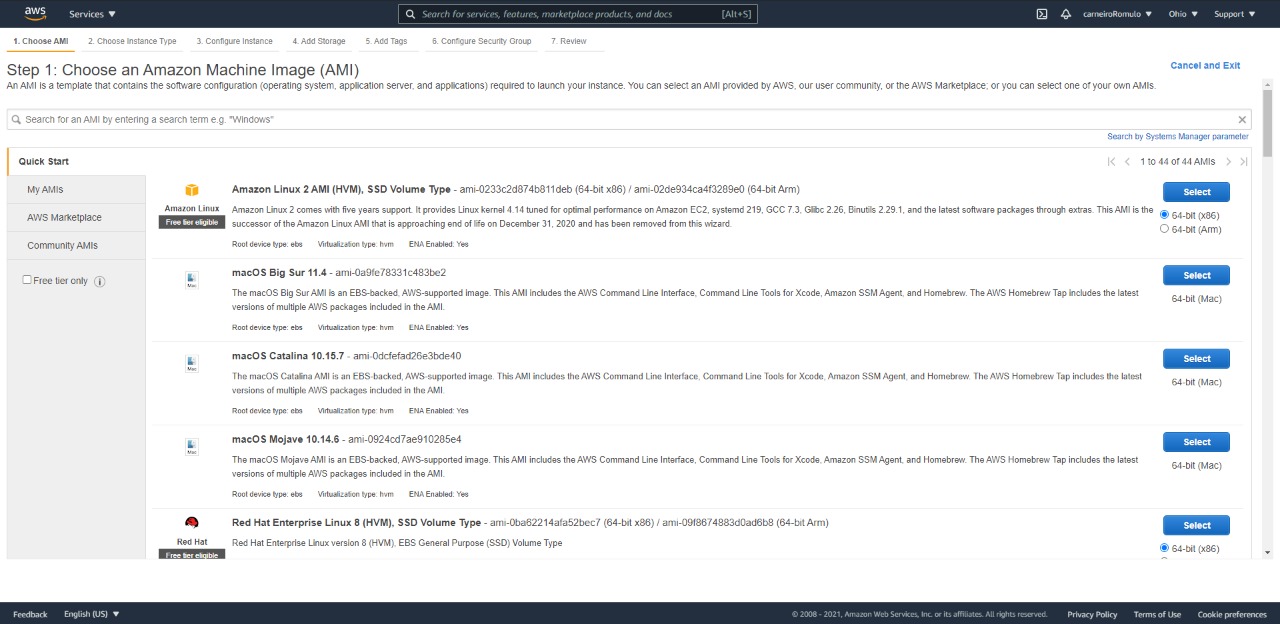 aws Services Search for services, features, marketplace products, and docs [Alt+S] carneiroRomulo Ohio Support
1. Choose AMI 2. Choose Instance Type 3. Configure Instance 4. Add Storage 5. Add Tags 6. Configure Security Group 7. Review
Step 1: Choose an Amazon Machine Image (AMI)
Cancel and Exit
An AMI is a template that contains the software configuration (operating system, application server, and applications) required to launch your instance. You can select an AMI provided by AWS, our user community, or the AWS Marketplace; or you can select one of your own AMIs.
Search for an AMI by entering a search term e.g. "Windows"
Search by Systems Manager parameter
Quick Start
1 to 44 of 44 AMIs
My AMIs
AWS Marketplace
Community AMIs
Free tier only
Amazon Linux
Free tier eligible
Amazon Linux 2 AMI (HVM), SSD Volume Type - ami-0233c2d874b811deb (64-bit x86) / ami-02de934ca4f3289e0 (64-bit Arm)
Amazon Linux 2 comes with five years support. It provides Linux kernel 4.14 tuned for optimal performance on Amazon EC2, systemd 219, GCC 7.3, Glibc 2.26, Binutils 2.29.1, and the latest software packages through extras. This AMI is the
successor of the Amazon Linux AMI that is approaching end of life on December 31, 2020 and has been removed from this wizard.
Root device type: ebs Virtualization type: hvm ENA Enabled: Yes
Select
64-bit (x86)
64-bit (Arm)
Mac
macOS Big Sur 11.4 - ami-0a9fe78331c483be2
The macOS Big Sur AMI is an EBS-backed, AWS-supported image. This AMI includes the AWS Command Line Interface, Command Line Tools for Xcode, Amazon SSM Agent, and Homebrew. The AWS Homebrew Tap includes the latest
versions of multiple AWS packages included in the AMI.
Root device type: ebs Virtualization type: hvm ENA Enabled: Yes
Select
64-bit (Mac)
Mac
macOS Catalina 10.15.7 - ami-0dcfefad26e3bde40
The macOS Catalina AMI is an EBS-backed, AWS-supported image. This AMI includes the AWS Command Line Interface, Command Line Tools for Xcode, Amazon SSM Agent, and Homebrew. The AWS Homebrew Tap includes the latest
versions of multiple AWS packages included in the AMI.
Root device type: ebs Virtualization type: hvm ENA Enabled: Yes
Select
64-bit (Mac)
Mac
macOS Mojave 10.14.6 - ami-0924cd7ae910285e4
The macOS Mojave AMI is an EBS-backed, AWS-supported image. This AMI includes the AWS Command Line Interface, Command Line Tools for Xcode, Amazon SSM Agent, and Homebrew. The AWS Homebrew Tap includes the latest
versions of multiple AWS packages included in the AMI.
Root device type: ebs Virtualization type: hvm ENA Enabled: Yes
Select
64-bit (Mac)
Red Hat
Free tier eligible
Red Hat Enterprise Linux 8 (HVM), SSD Volume Type - ami-0ba62214afa52bec7 (64-bit x86) / ami-09f8674883d0ad6b8 (64-bit Arm)
Red Hat Enterprise Linux version 8 (HVM), EBS General Purpose (SSD) Volume Type
Select
64-bit (x86)
Feedback English (US) © 2008 - 2021, Amazon Web Services, Inc. or its affiliates. All rights reserved. Privacy Policy Terms of Use Cookie preferences